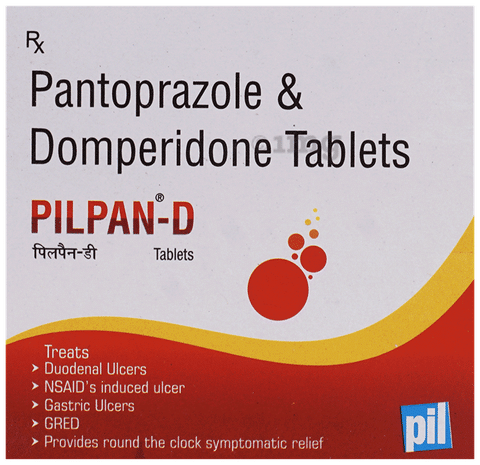 Rx
Pantoprazole &
Domperidone Tablets
PILPAN®-D
पिलपैन-डी Tablets
Treats
➤ Duodenal Ulcers
➤ NSAID's induced ulcer
➤ Gastric Ulcers
➤ GRED
➤ Provides round the clock symptomatic relief
pil